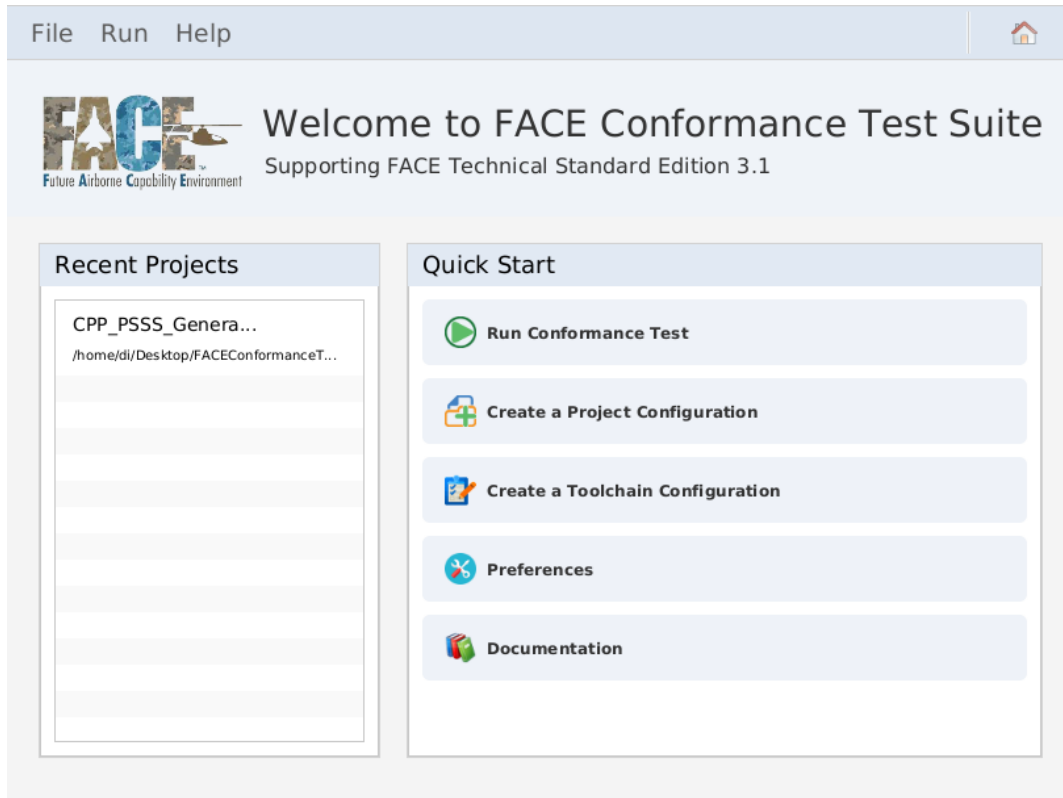 File Run Help
FACE
Future Airborne Capability Environment
Welcome to FACE Conformance Test Suite
Supporting FACE Technical Standard Edition 3.1
Recent Projects
CPP_PSSS_Genera...
/home/di/Desktop/FACEConformanceT...
Quick Start
Run Conformance Test
Create a Project Configuration
Create a Toolchain Configuration
Preferences
Documentation